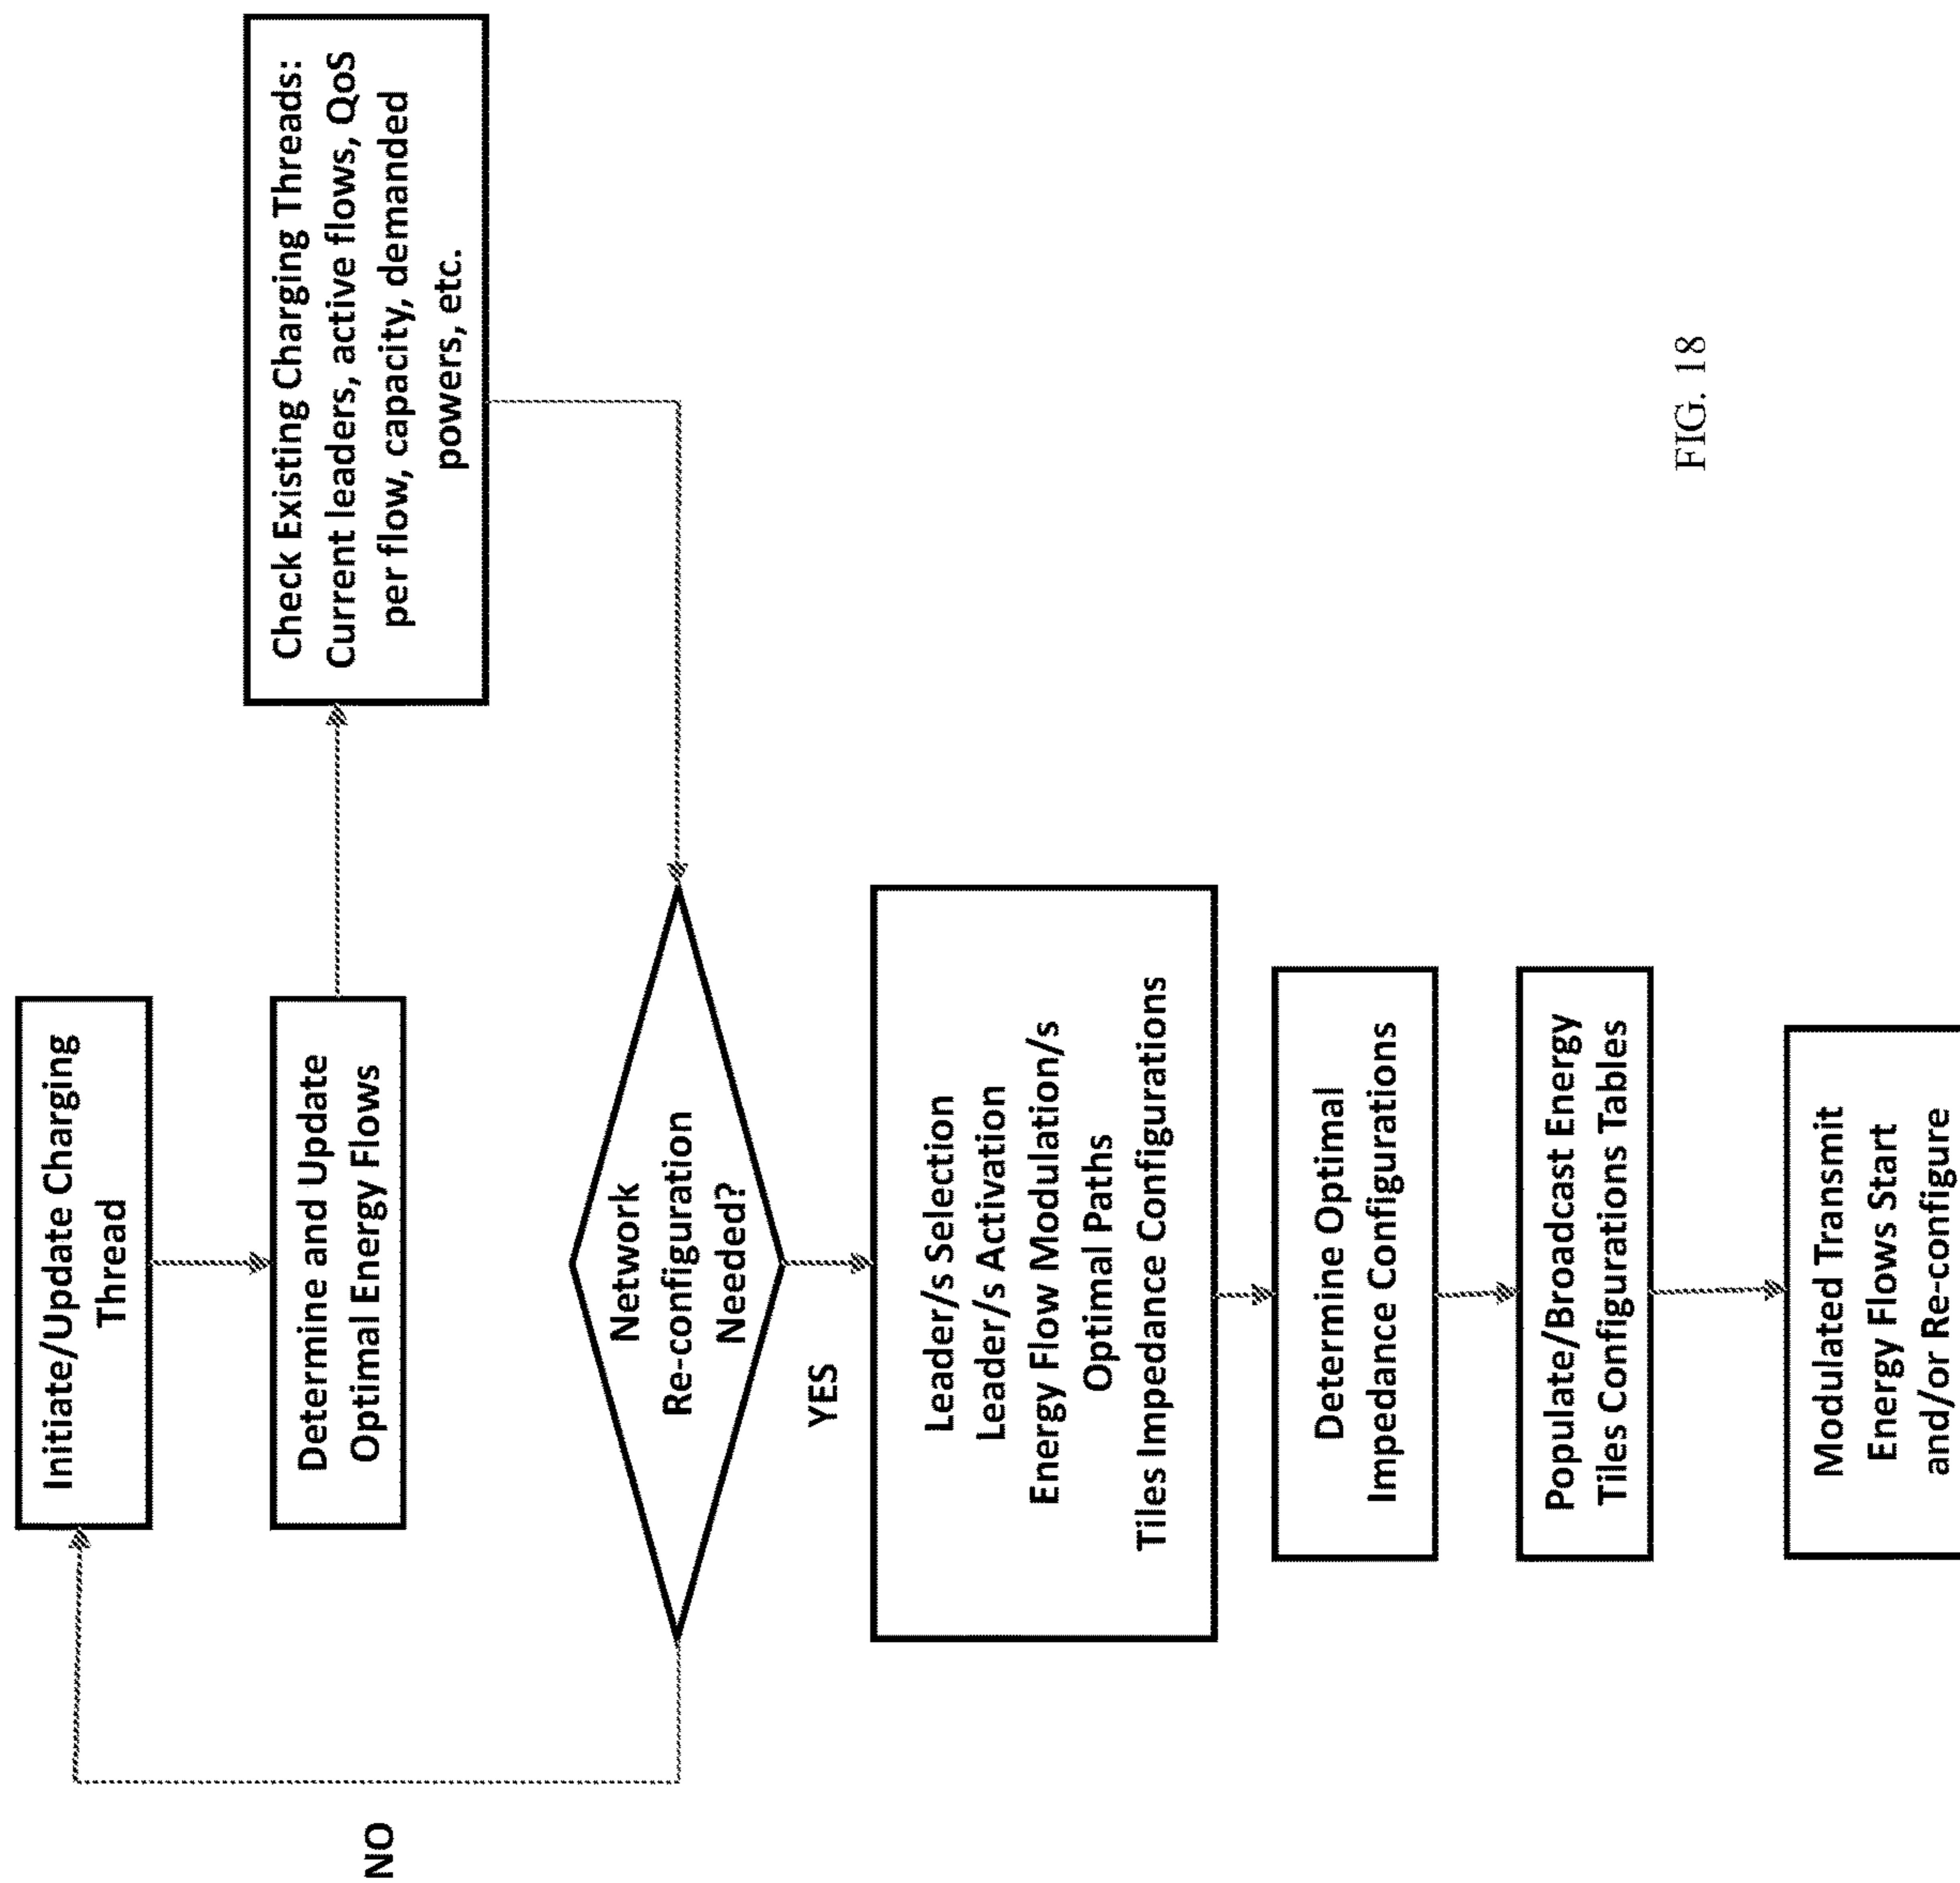 Initiate/Update Charging
Thread
Determine and Update
Optimal Energy Flows
Check Existing Charging Threads:
Current leaders, active flows, QoS
per flow, capacity, demanded
powers, etc.
Network
Re-configuration
Needed?
NO
YES
Leader/s Selection
Leader/s Activation
Energy Flow Modulation/s
Optimal Paths
Tiles Impedance Configurations
Determine Optimal
Impedance Configurations
Populate/Broadcast Energy
Tiles Configurations Tables
Modulated Transmit
Energy Flows Start
and/or Re-configure
FIG. 18